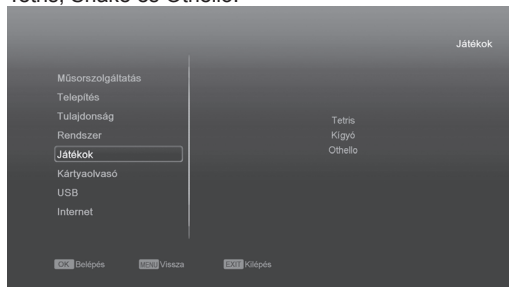 Tetris, Snake és Othello.
Játékok
Műsorszolgáltatás
Telepítés
Tulajdonság
Rendszer
Játékok
Kártyaolvasó
USB
Internet
Tetris
Kígyó
Othello
OK Belépés MENU Vissza EXIT Kilépés